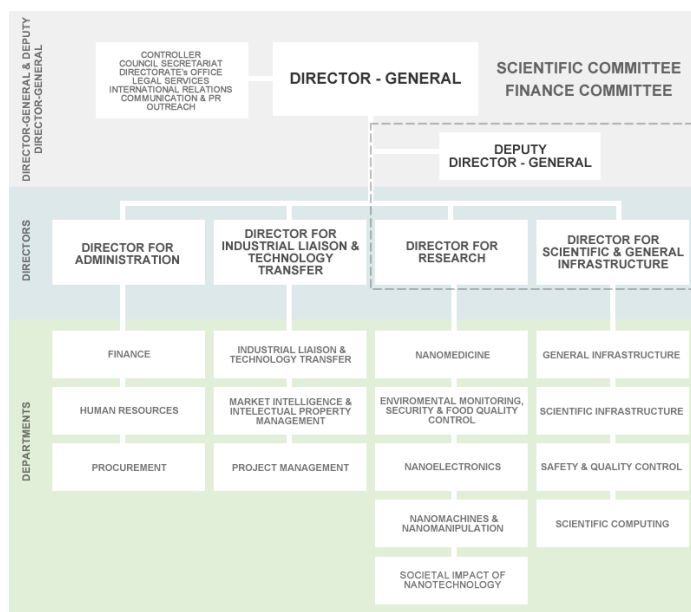 DIRECTOR-GENERAL & DEPUTY
DIRECTOR-GENERAL
CONTROLLER
COUNCIL SECRETARIAT
DIRECTORATE's OFFICE
LEGAL SERVICES
INTERNATIONAL RELATIONS
COMMUNICATION & PR
OUTREACH
DIRECTOR - GENERAL
SCIENTIFIC COMMITTEE
FINANCE COMMITTEE
DEPUTY
DIRECTOR - GENERAL
DIRECTORS
DIRECTOR FOR
ADMINISTRATION
DIRECTOR FOR
INDUSTRIAL LIAISON &
TECHNOLOGY
TRANSFER
DIRECTOR FOR
RESEARCH
DIRECTOR FOR
SCIENTIFIC & GENERAL
INFRASTRUCTURE
DEPARTMENTS
FINANCE
HUMAN RESOURCES
PROCUREMENT
INDUSTRIAL LIAISON &
TECHNOLOGY TRANSFER
MARKET INTELLIGENCE &
INTELECTUAL PROPERTY
MANAGEMENT
PROJECT MANAGEMENT
NANOMEDICINE
ENVIROMENTAL MONITORING,
SECURITY & FOOD QUALITY
CONTROL
NANOELECTRONICS
NANOMACHINES &
NANOMANIPULATION
SOCIETAL IMPACT OF
NANOTECHNOLOGY
GENERAL INFRASTRUCTURE
SCIENTIFIC INFRASTRUCTURE
SAFETY & QUALITY CONTROL
SCIENTIFIC COMPUTING